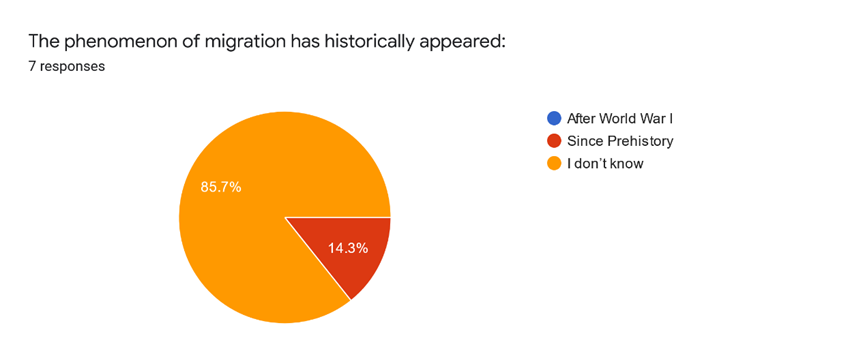 The phenomenon of migration has historically appeared:
7 responses
After World War I
Since Prehistory
I don't know
85.7%
14.3%